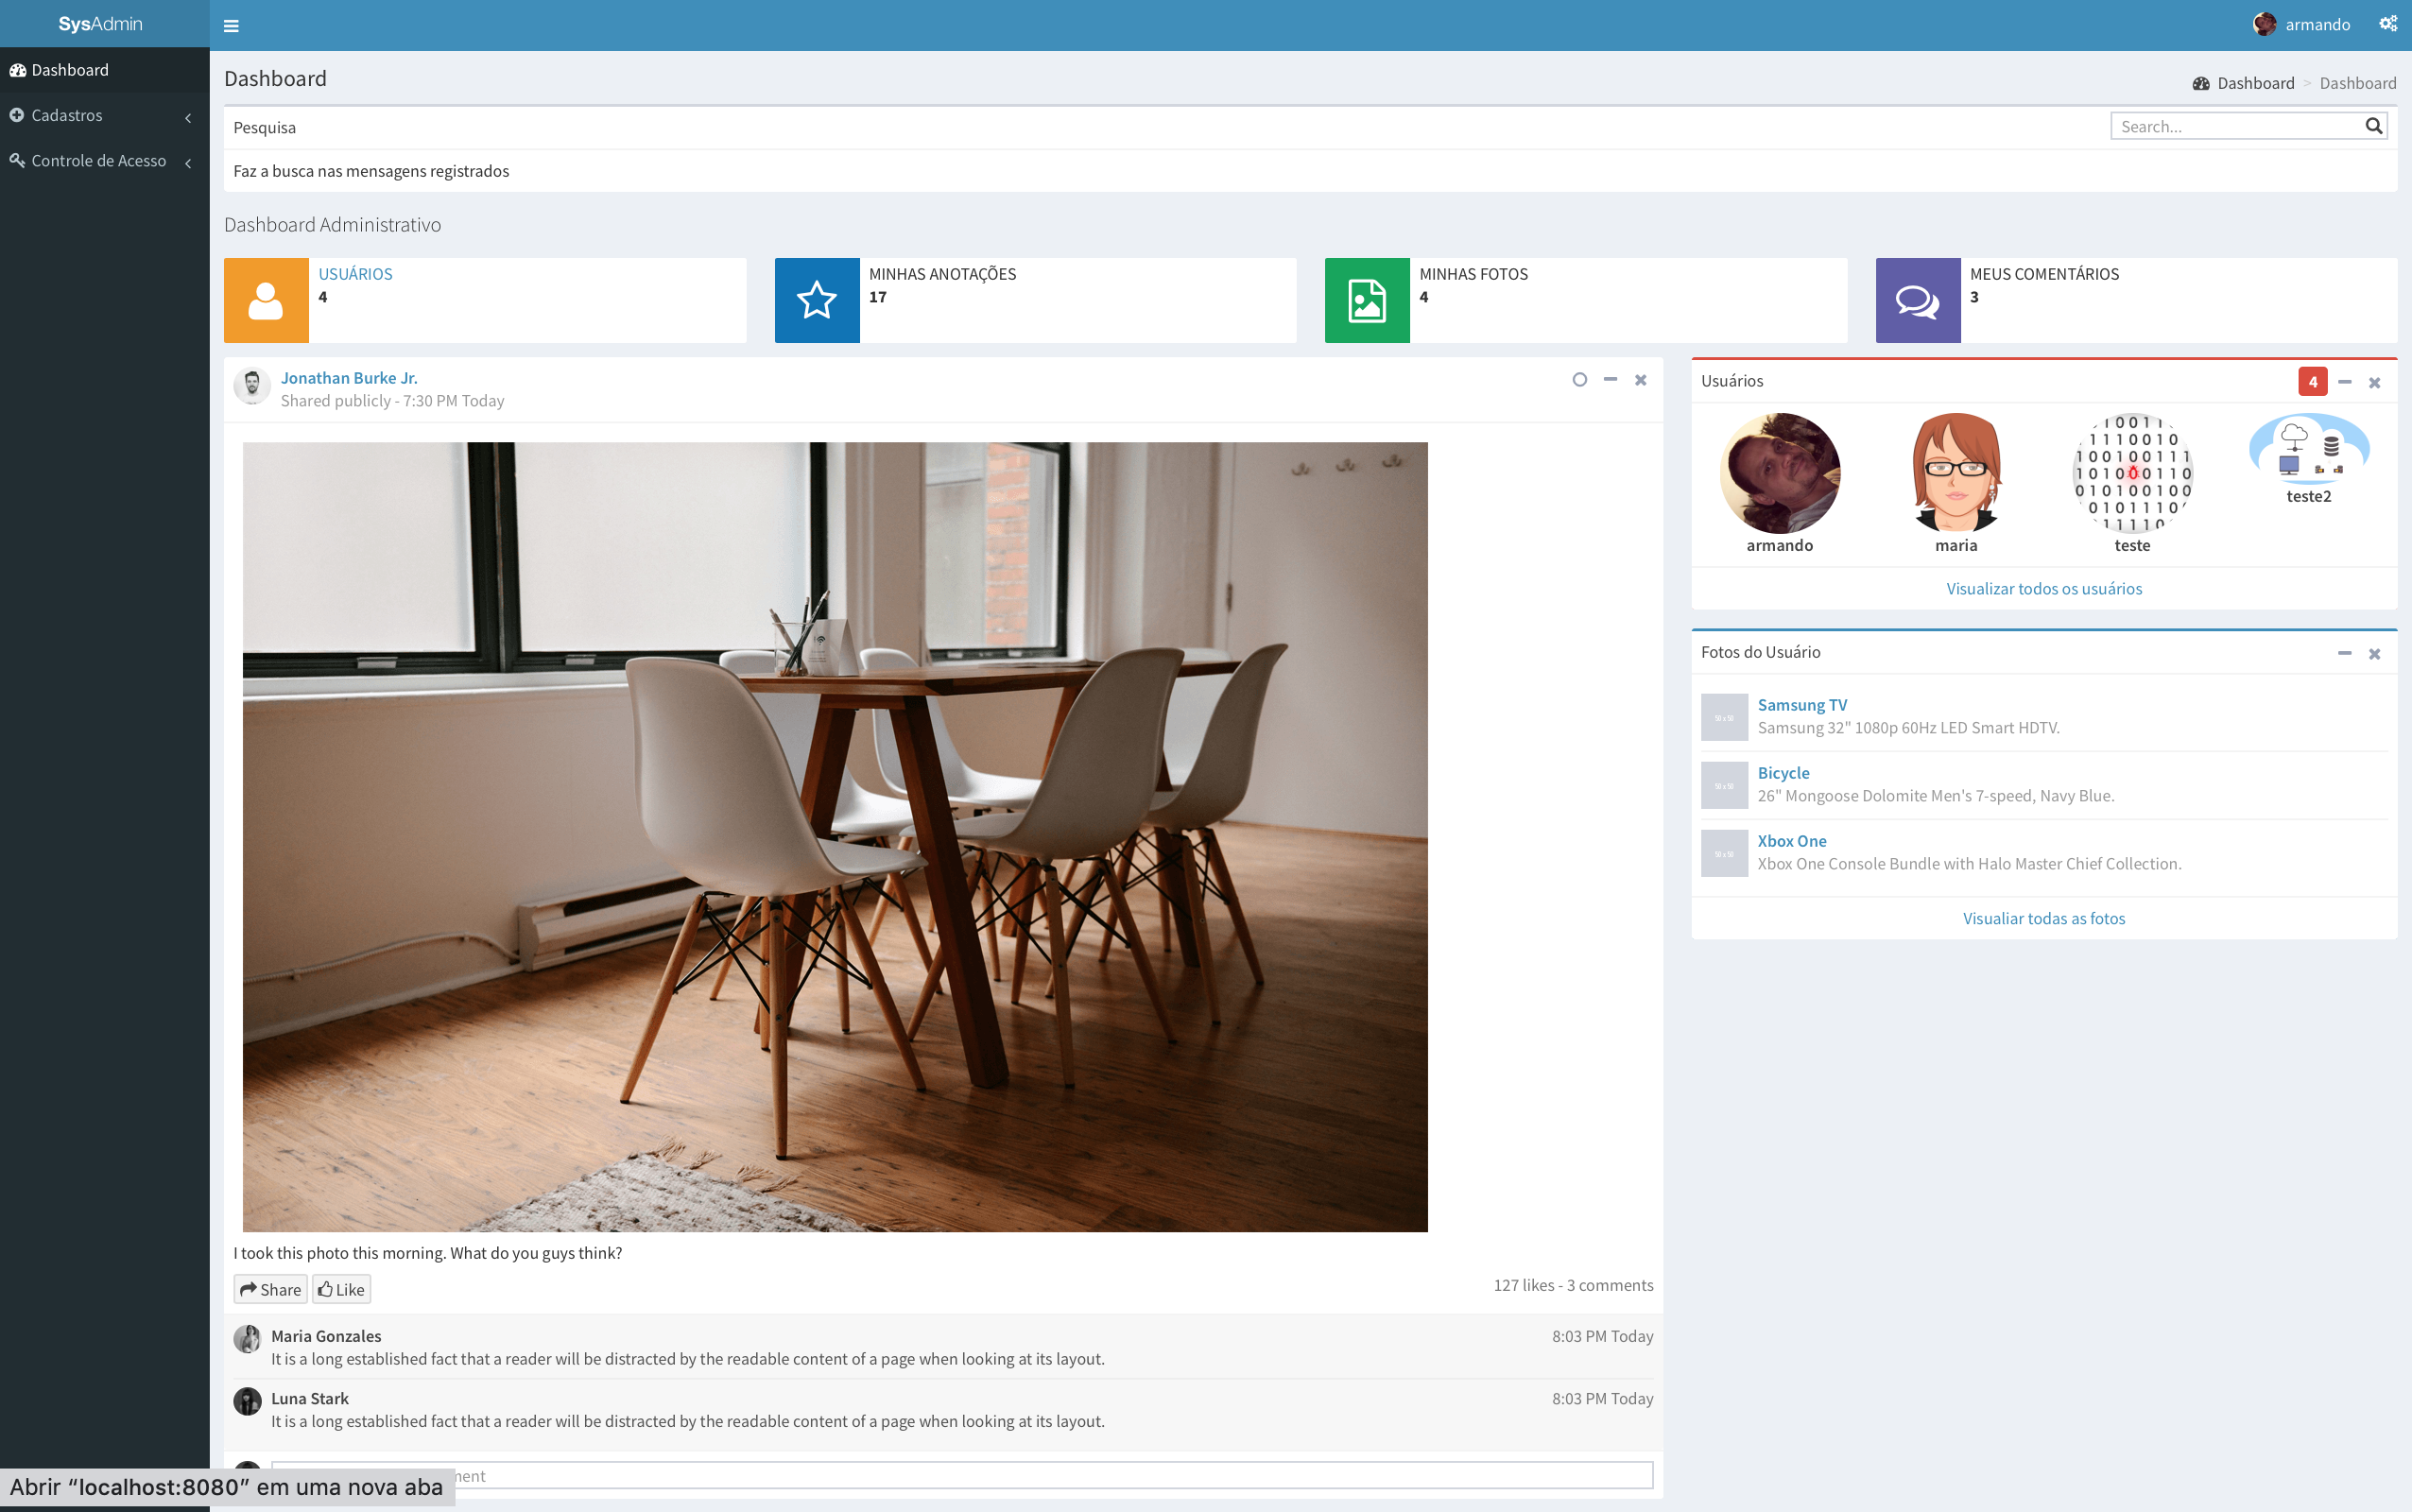 SysAdmin
armando
Dashboard
Cadastros
Controle de Acesso
Dashboard
Dashboard > Dashboard
Pesquisa
Search...
Faz a busca nas mensagens registrados
Dashboard Administrativo
USUÁRIOS
4
MINHAS ANOTAÇÕES
17
MINHAS FOTOS
4
MEUS COMENTÁRIOS
3
Jonathan Burke Jr.
Shared publicly - 7:30 PM Today
I took this photo this morning. What do you guys think?
Share
Like
127 likes - 3 comments
Maria Gonzales
8:03 PM Today
It is a long established fact that a reader will be distracted by the readable content of a page when looking at its layout.
Luna Stark
8:03 PM Today
It is a long established fact that a reader will be distracted by the readable content of a page when looking at its layout.
Abrir “localhost:8080” em uma nova aba
Usuários
4
armando
maria
teste
teste2
Visualizar todos os usuários
Fotos do Usuário
50 x 50
Samsung TV
Samsung 32" 1080p 60Hz LED Smart HDTV.
50 x 50
Bicycle
26" Mongoose Dolomite Men's 7-speed, Navy Blue.
50 x 50
Xbox One
Xbox One Console Bundle with Halo Master Chief Collection.
Visualiar todas as fotos